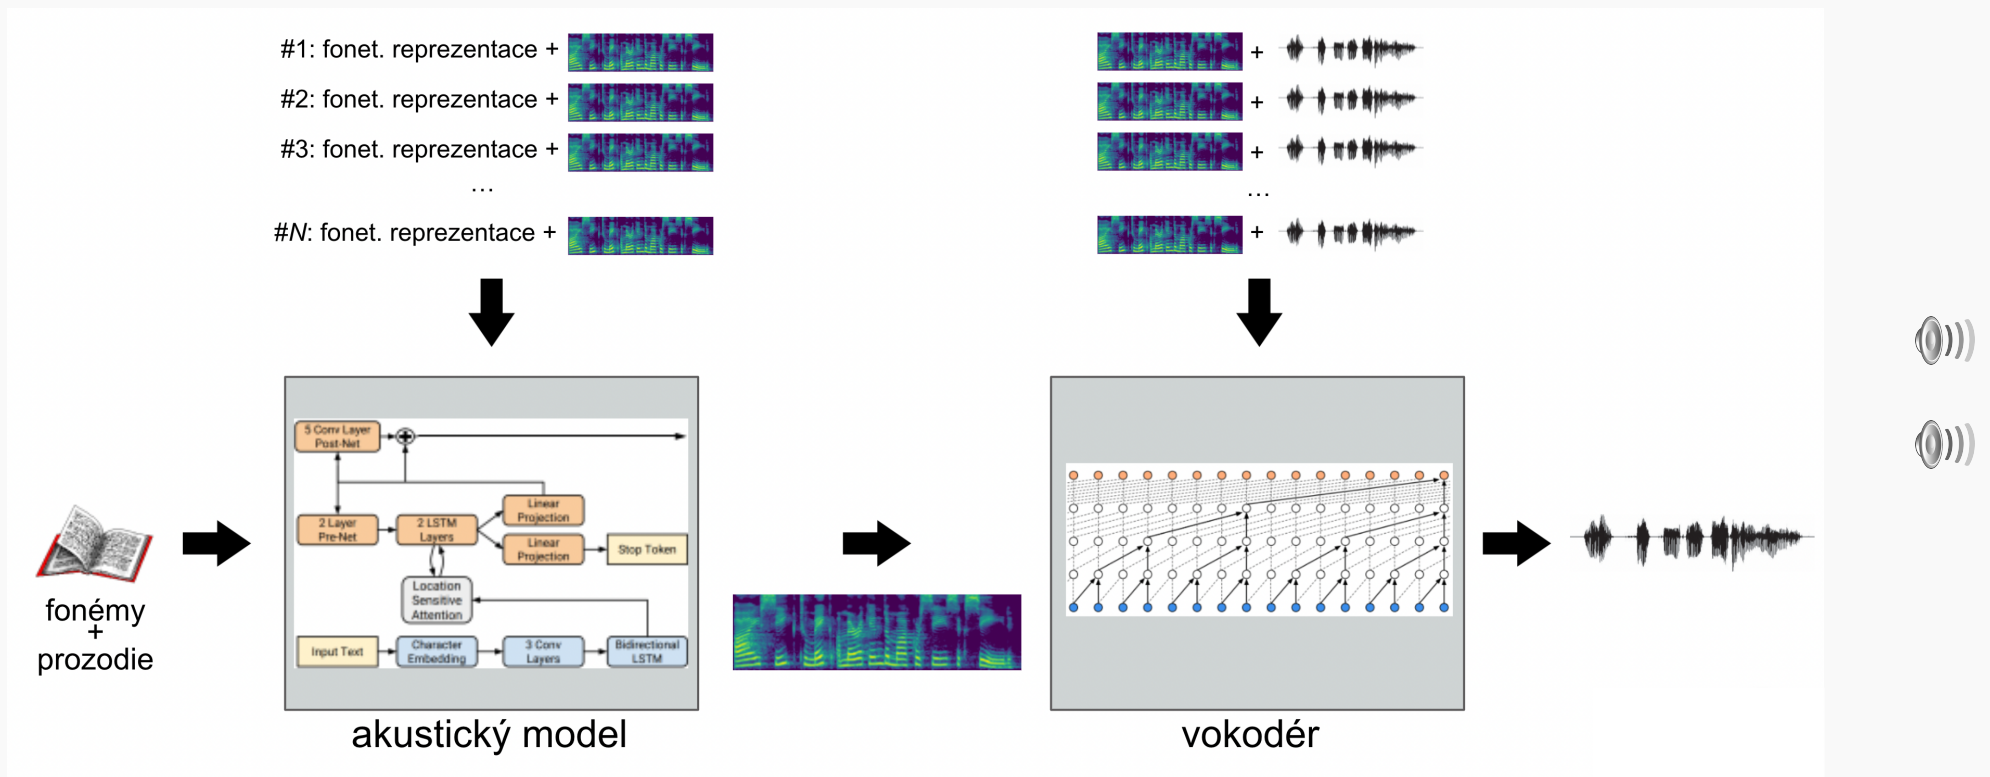 #1: fonet. reprezentace +
#2: fonet. reprezentace +
#3: fonet. reprezentace +
...
#N: fonet. reprezentace +
+
+
+
...
+
5 Conv Layer
Post-Net
2 Layer
Pre-Net
2 LSTM
Layers
Linear
Projection
Linear
Projection
Stop Token
Location
Sensitive
Attention
Input Text
Character
Embedding
3 Conv
Layers
Bidirectional
LSTM
fonémy
+
prozodie
akustický model
vokodér